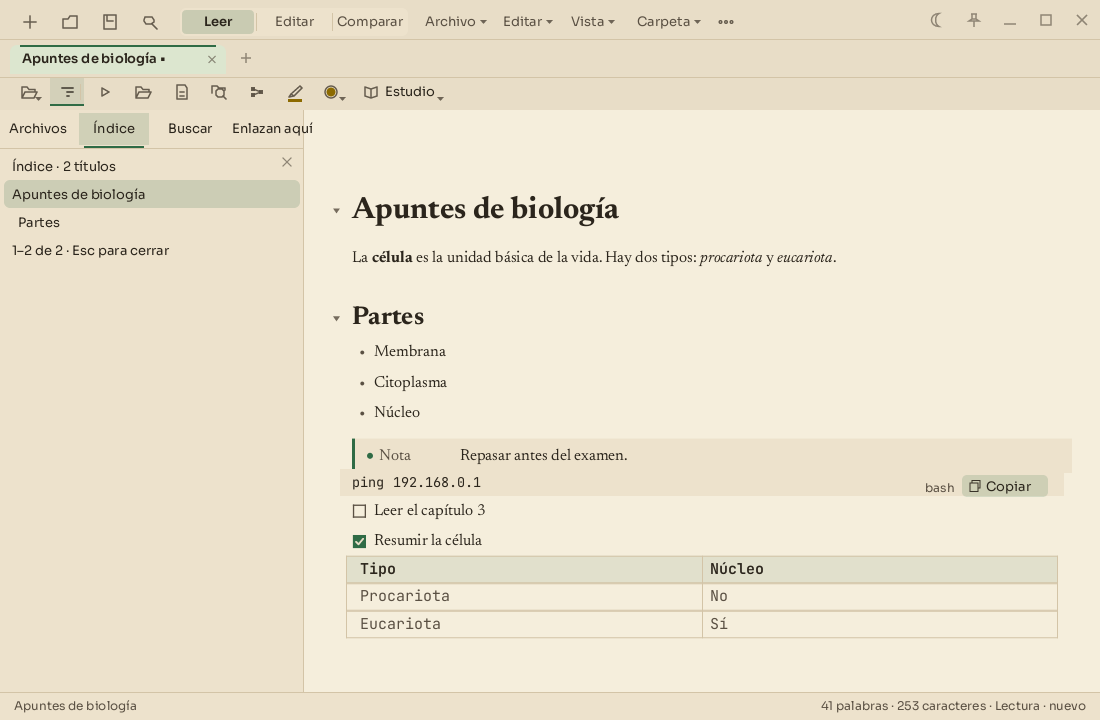 Leer Editar Comparar Archivo Editar Vista Carpeta
Apuntes de biología •
Estudio
Archivos Índice Buscar Enlazan aquí
Índice · 2 títulos
Apuntes de biología
Partes
1–2 de 2 · Esc para cerrar
Apuntes de biología
La célula es la unidad básica de la vida. Hay dos tipos: procariota y eucariota.
Partes
• Membrana
• Citoplasma
• Núcleo
● Nota Repasar antes del examen.
ping 192.168.0.1
bash Copiar
Leer el capítulo 3
Resumir la célula
Tipo Núcleo
Procariota No
Eucariota Sí
Apuntes de biología 41 palabras · 253 caracteres · Lectura · nuevo